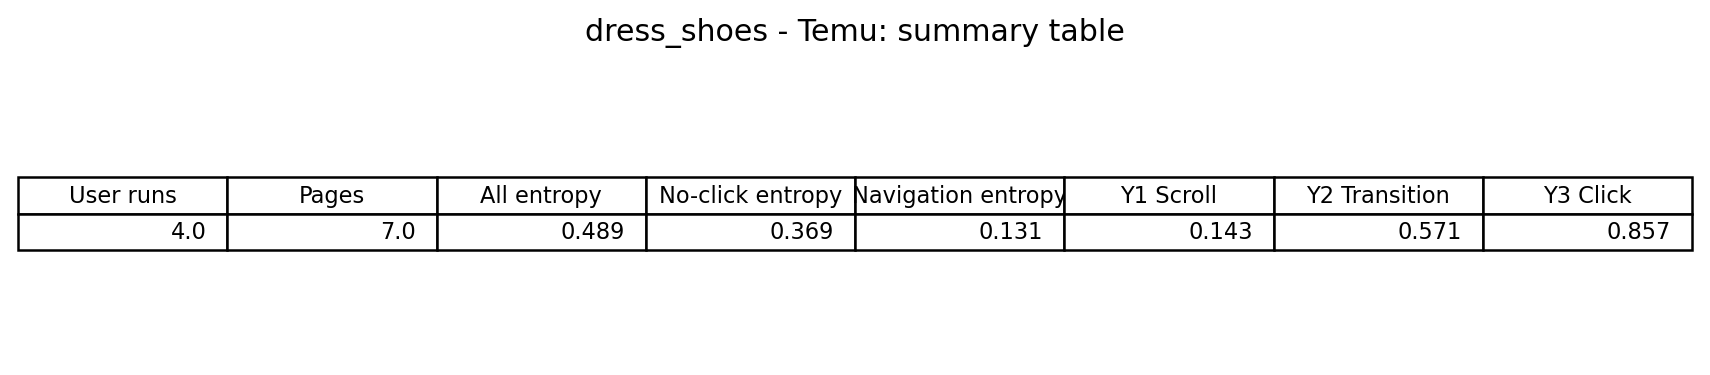 dress_shoes - Temu: summary table
User runs Pages All entropy No-click entropy Navigation entropy Y1 Scroll Y2 Transition Y3 Click
4.0 7.0 0.489 0.369 0.131 0.143 0.571 0.857